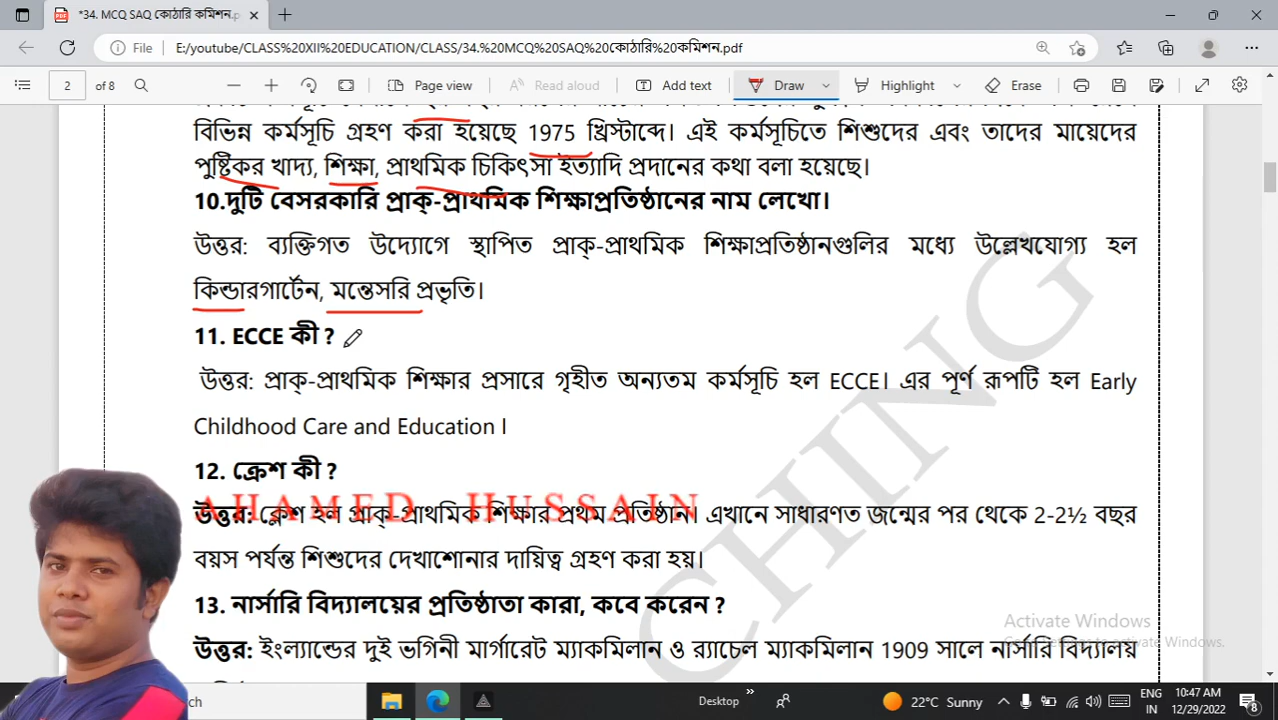 *34. MCQ SAQ কোঠারি কমিশন.p
File E:/youtube/CLASS%20XII%20EDUCATION/CLASS/34.%20MCQ%20SAQ%20কোঠারি%20কমিশন.pdf
2 of 8 Page view Read aloud Add text Draw Highlight Erase
বিভিন্ন কর্মসূচি গ্রহণ করা হয়েছে 1975 খ্রিস্টাব্দে। এই কর্মসূচিতে শিশুদের এবং তাদের মায়েদের
পুষ্টিকর খাদ্য, শিক্ষা, প্রাথমিক চিকিৎসা ইত্যাদি প্রদানের কথা বলা হয়েছে।
10.দুটি বেসরকারি প্রাক্-প্রাথমিক শিক্ষাপ্রতিষ্ঠানের নাম লেখো।
উত্তর: ব্যক্তিগত উদ্যোগে স্থাপিত প্রাক্-প্রাথমিক শিক্ষাপ্রতিষ্ঠানগুলির মধ্যে উল্লেখযোগ্য হল
কিন্ডারগার্টেন, মন্তেসরি প্রভৃতি।
11. ECCE কী ?
উত্তর: প্রাক্-প্রাথমিক শিক্ষার প্রসারে গৃহীত অন্যতম কর্মসূচি হল ECCE। এর পূর্ণ রূপটি হল Early
Childhood Care and Education।
12. ক্রেশ কী ?
AHAMED HUSSAIN
উত্তর: ক্লেশ হল প্রাক্-প্রাথমিক শিক্ষার প্রথম প্রতিষ্ঠান। এখানে সাধারণত জন্মের পর থেকে 2-2½ বছর
বয়স পর্যন্ত শিশুদের দেখাশোনার দায়িত্ব গ্রহণ করা হয়।
13. নার্সারি বিদ্যালয়ের প্রতিষ্ঠাতা কারা, কবে করেন ?
Activate Windows
উত্তর: ইংল্যান্ডের দুই ভগিনী মার্গারেট ম্যাকমিলান ও র‍্যাচেল ম্যাকমিলান 1909 সালে নার্সারি বিদ্যালয়
CHING
Desktop 22°C Sunny ENG 10:47 AM
IN 12/29/2022 8